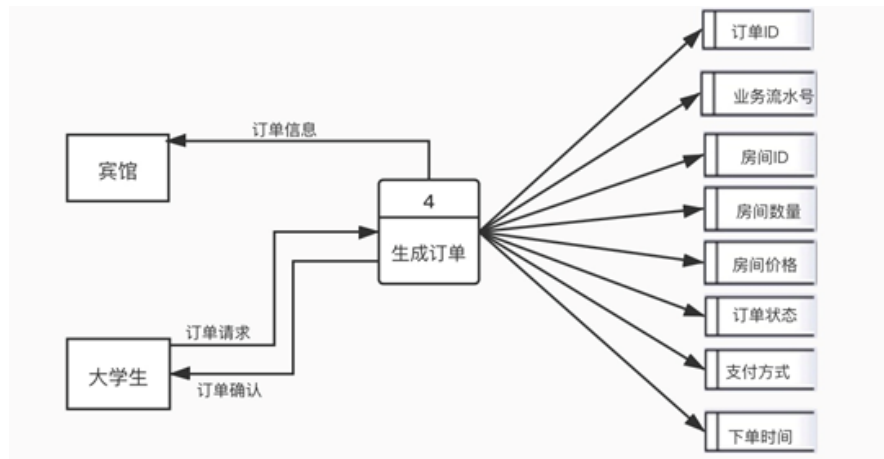 订单ID
业务流水号
订单信息
房间ID
宾馆
4
房间数量
生成订单
房间价格
订单状态
订单请求
大学生
支付方式
订单确认
下单时间